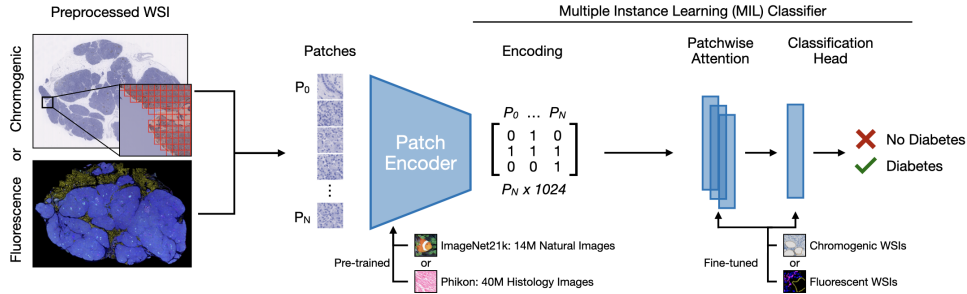 Preprocessed WSI
Chromogenic
or
Fluorescence
Multiple Instance Learning (MIL) Classifier
Patches
P0
PN
Patch
Encoder
Encoding
P0 ... PN
0 1 0
1 1 1
0 0 1
PN x 1024
Patchwise
Attention
Classification
Head
No Diabetes
Diabetes
Pre-trained
ImageNet21k: 14M Natural Images
or
Phikon: 40M Histology Images
Fine-tuned
Chromogenic WSIs
or
Fluorescent WSIs